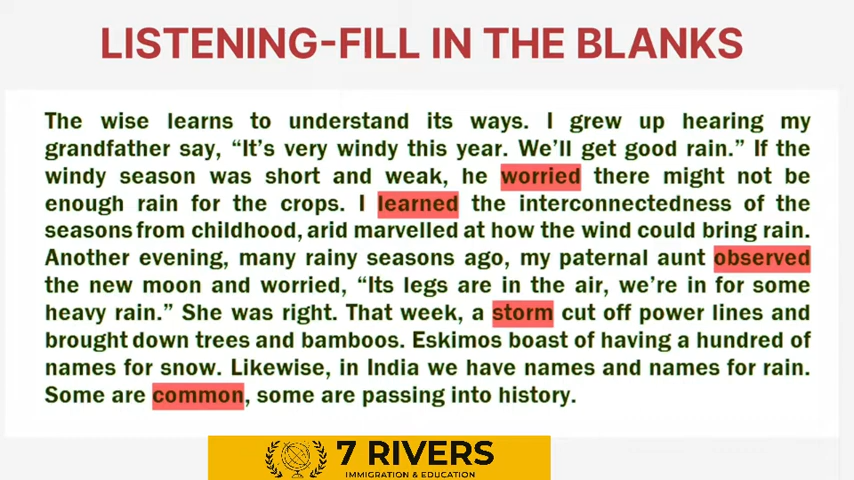 LISTENING-FILL IN THE BLANKS
The wise learns to understand its ways. I grew up hearing my
grandfather say, “It’s very windy this year. We’ll get good rain.” If the
windy season was short and weak, he worried there might not be
enough rain for the crops. I learned the interconnectedness of the
seasons from childhood, arid marvelled at how the wind could bring rain.
Another evening, many rainy seasons ago, my paternal aunt observed
the new moon and worried, “Its legs are in the air, we’re in for some
heavy rain.” She was right. That week, a storm cut off power lines and
brought down trees and bamboos. Eskimos boast of having a hundred of
names for snow. Likewise, in India we have names and names for rain.
Some are common, some are passing into history.
7 RIVERS
IMMIGRATION & EDUCATION